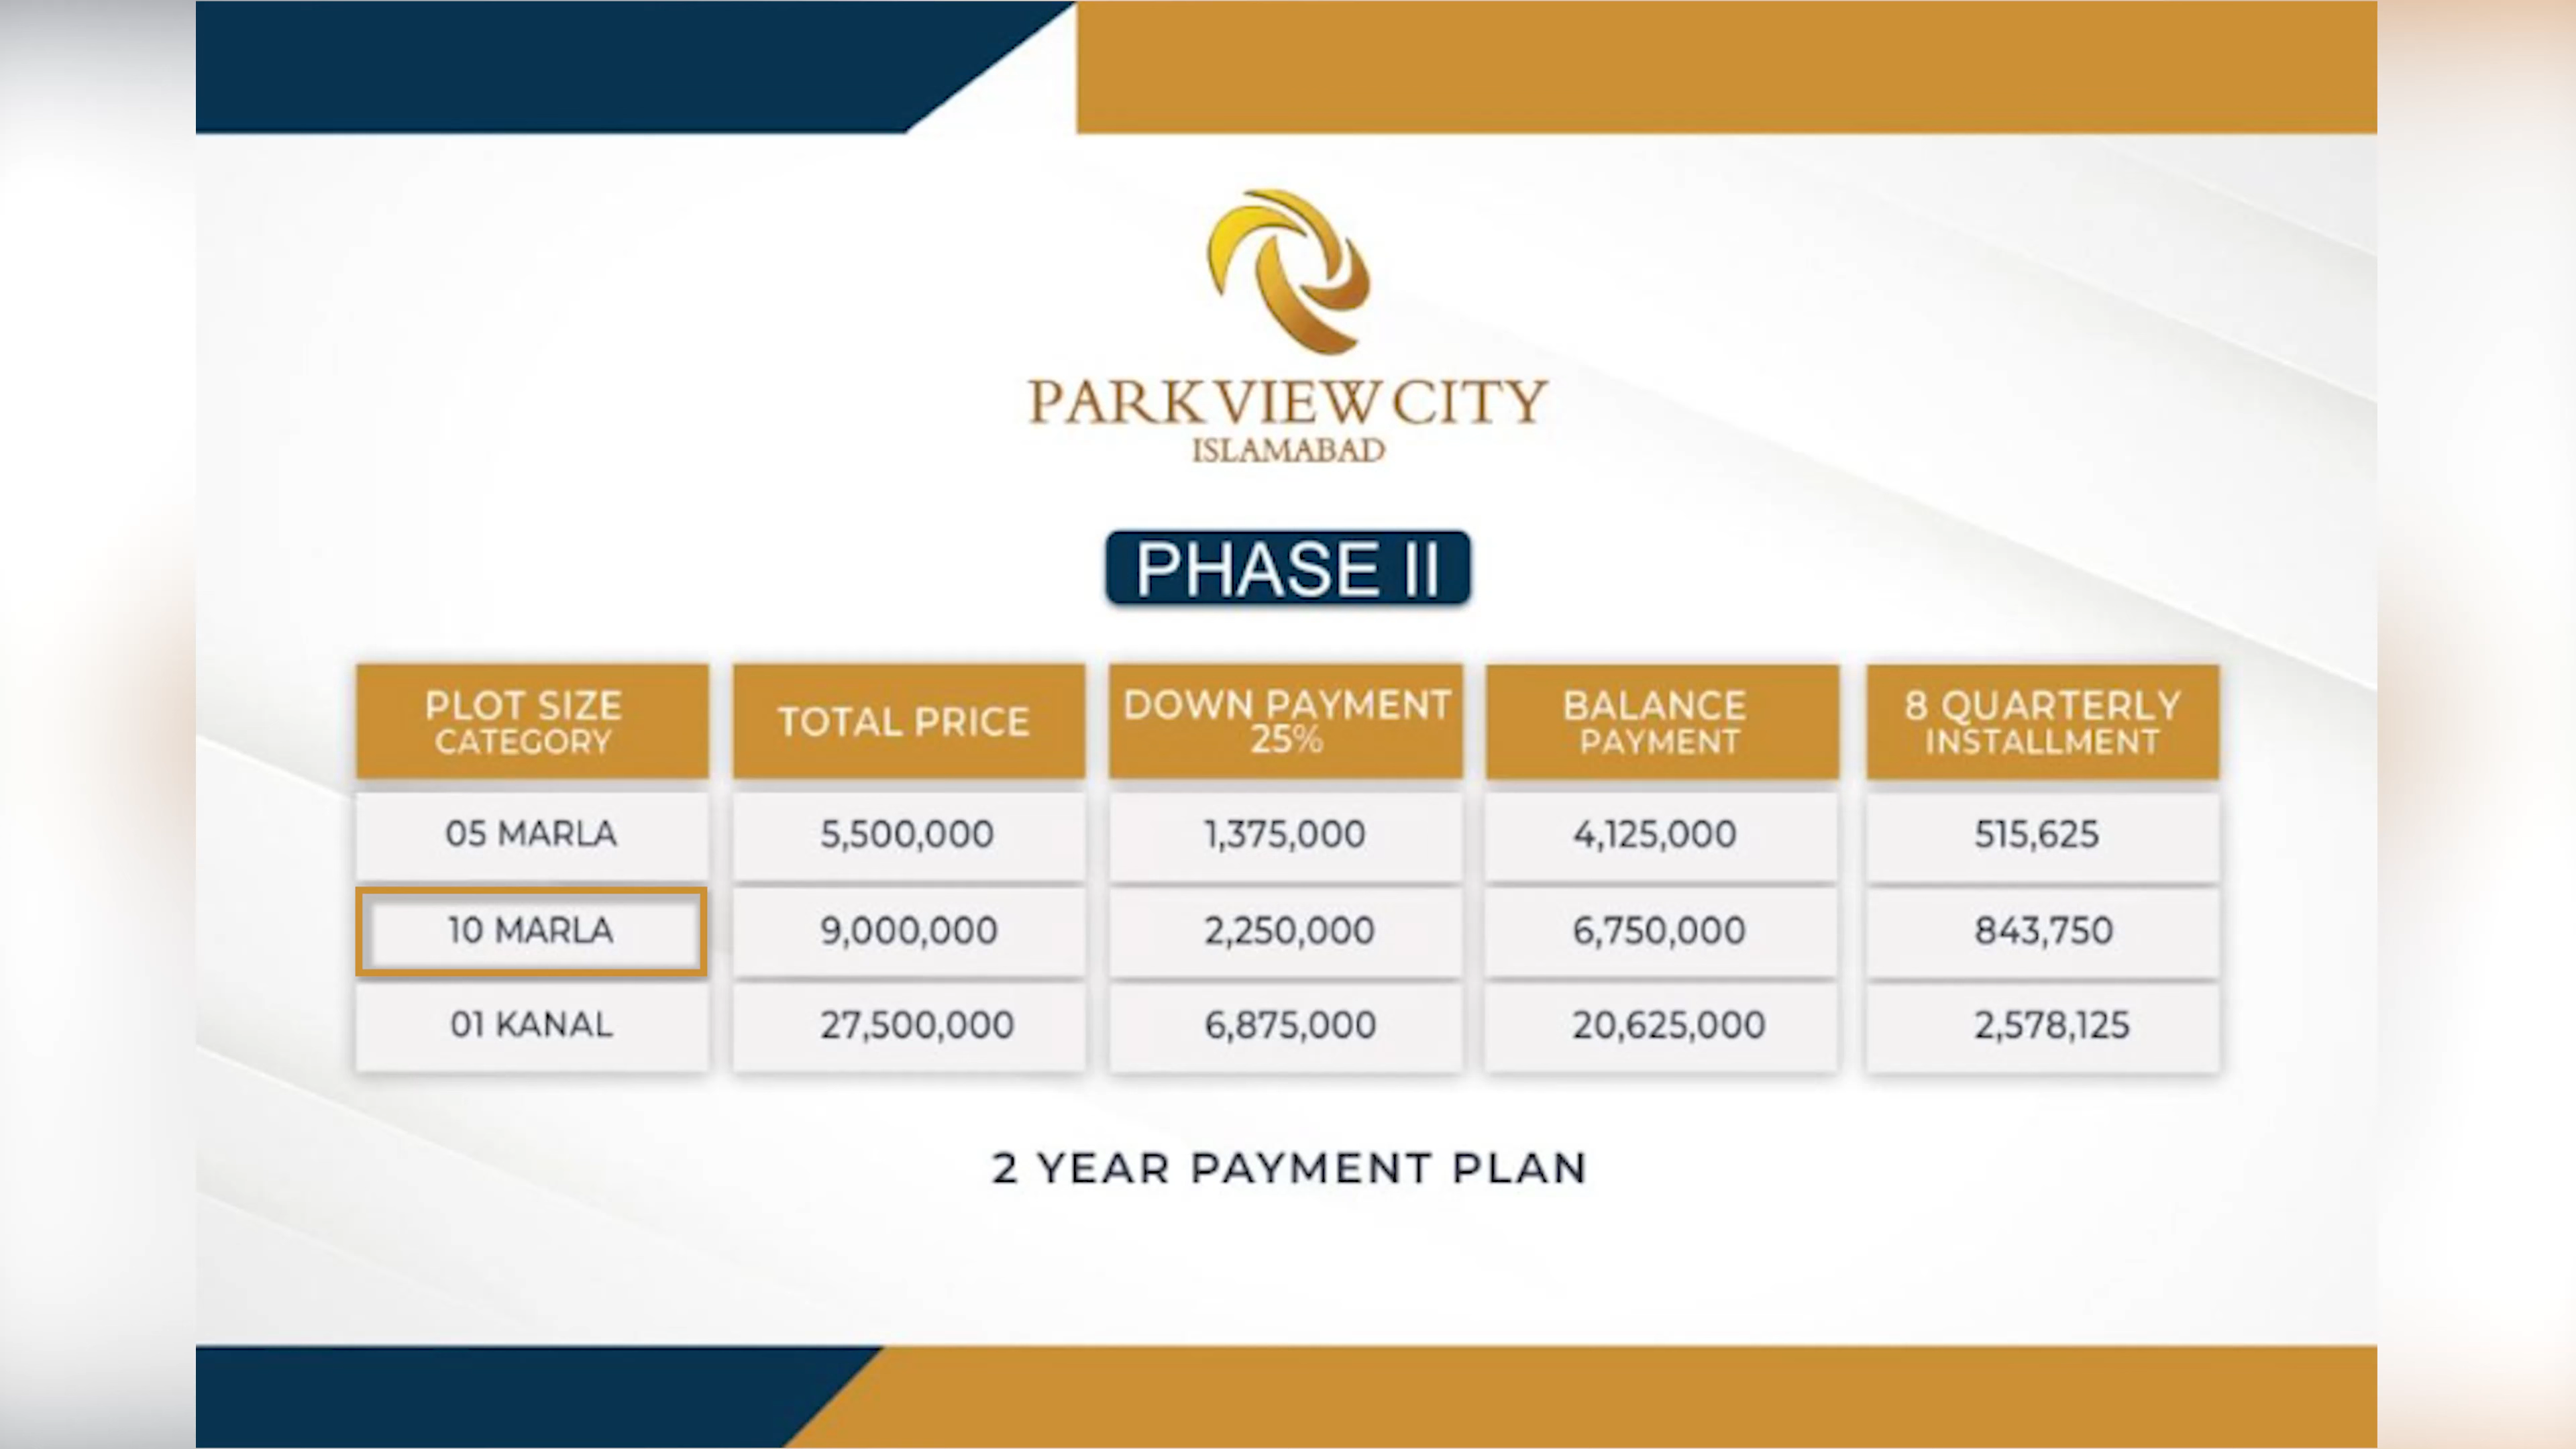 PARK VIEW CITY
ISLAMABAD
PHASE II
PLOT SIZE CATEGORY TOTAL PRICE DOWN PAYMENT 25% BALANCE PAYMENT 8 QUARTERLY INSTALLMENT
05 MARLA 5,500,000 1,375,000 4,125,000 515,625
10 MARLA 9,000,000 2,250,000 6,750,000 843,750
01 KANAL 27,500,000 6,875,000 20,625,000 2,578,125
2 YEAR PAYMENT PLAN